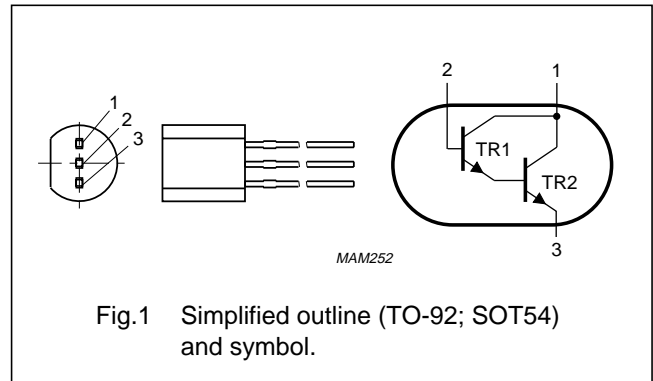 1
2
3
2
1
TR1
TR2
3
MAM252
Fig.1 Simplified outline (TO-92; SOT54)
and symbol.